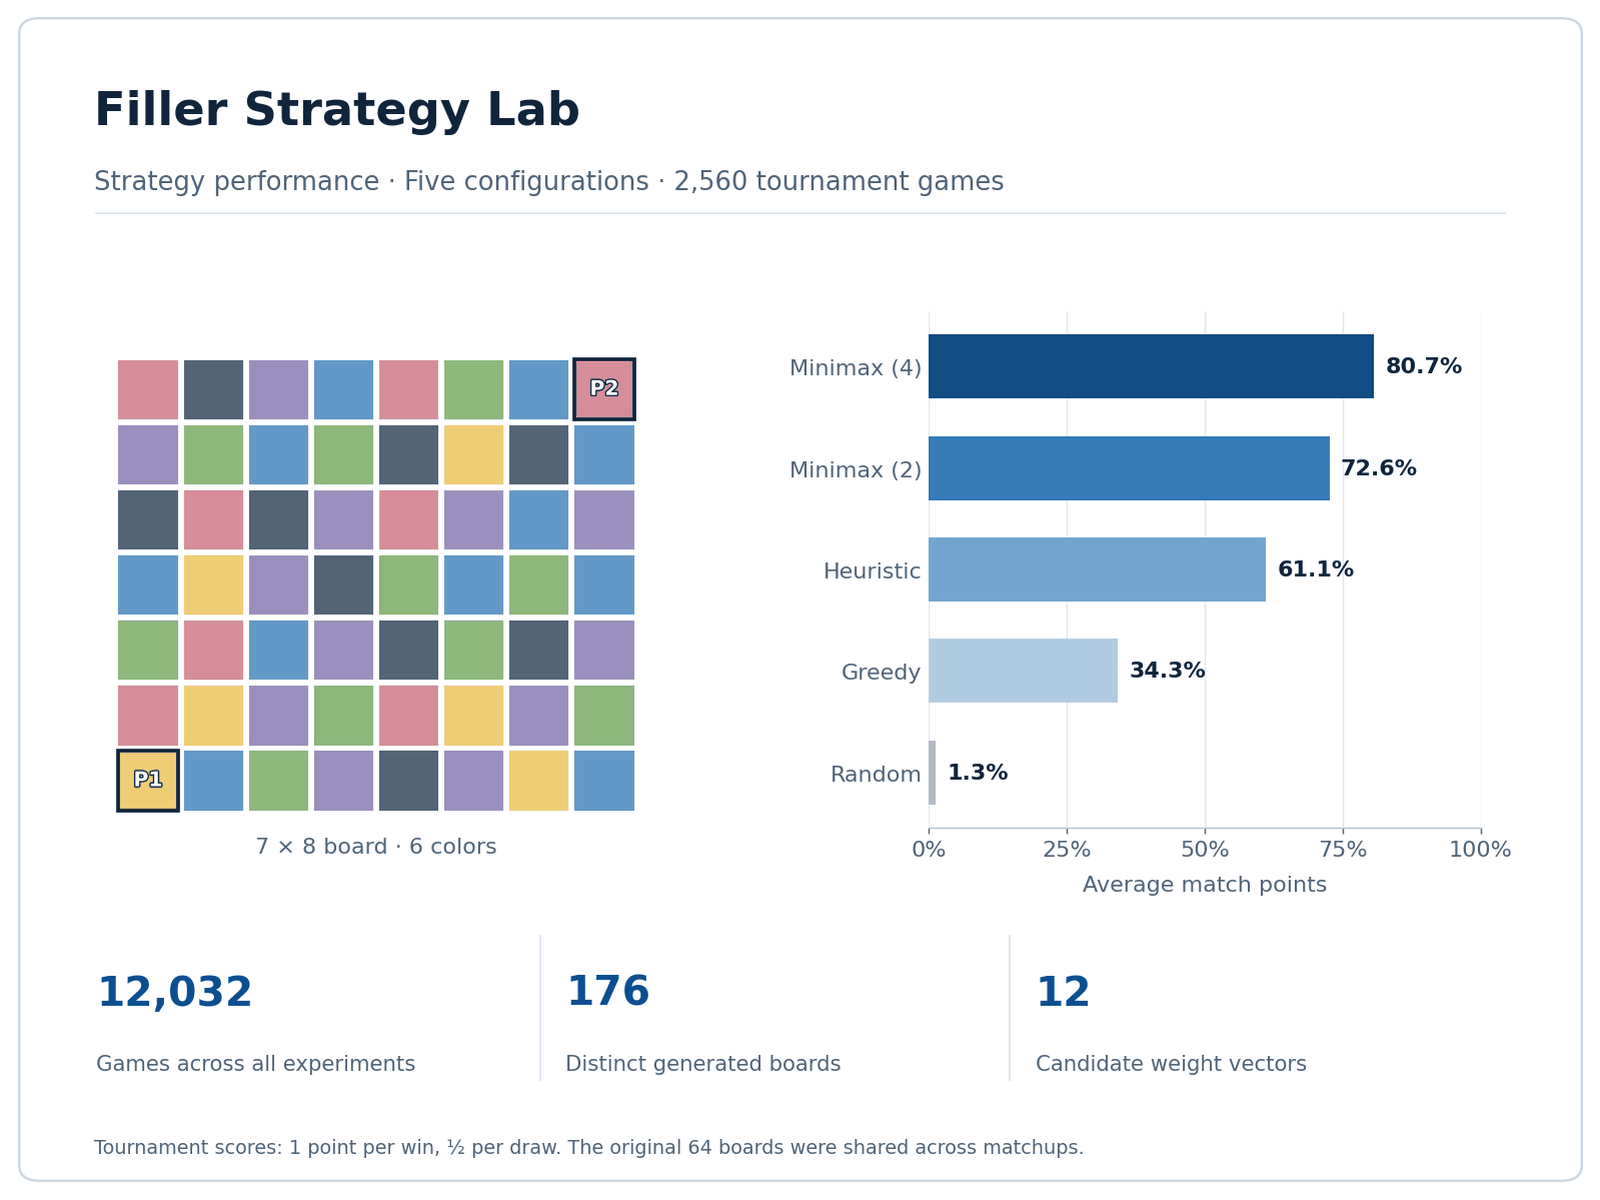 Filler Strategy Lab
Strategy performance · Five configurations · 2,560 tournament games
P2
P1
7 × 8 board · 6 colors
Minimax (4)
80.7%
Minimax (2)
72.6%
Heuristic
61.1%
Greedy
34.3%
Random
1.3%
0%
25%
50%
75%
100%
Average match points
12,032
Games across all experiments
176
Distinct generated boards
12
Candidate weight vectors
Tournament scores: 1 point per win, ½ per draw. The original 64 boards were shared across matchups.